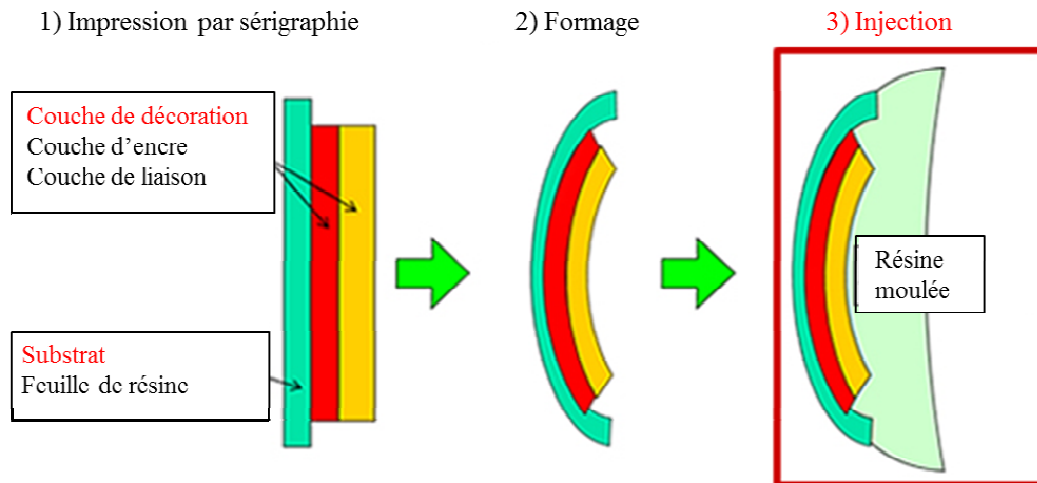 1) Impression par sérigraphie
2) Formage
3) Injection
Couche de décoration
Couche d'encre
Couche de liaison
Substrat
Feuille de résine
Résine
moulée